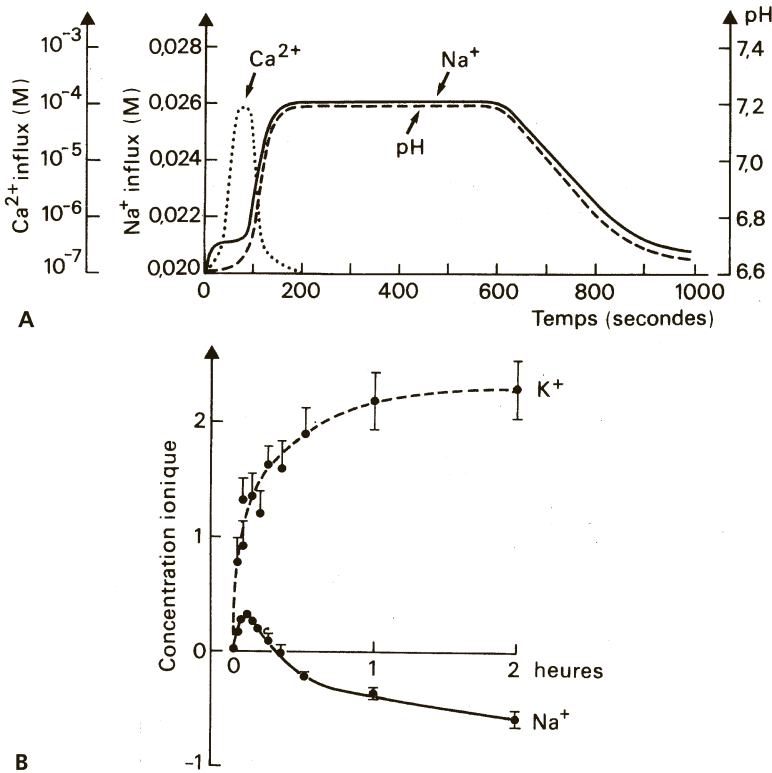 pH
10⁻³
10⁻⁴
10⁻⁵
10⁻⁶
10⁻⁷
Ca²⁺ influx (M)
0,028
0,026
0,024
0,022
0,020
Na⁺ influx (M)
Ca²⁺
Na⁺
pH
7,4
7,2
7,0
6,8
6,6
0 200 400 600 800 1000
Temps (secondes)
A
2
1
0
-1
Concentration ionique
K⁺
0 1 2 heures
Na⁺
B